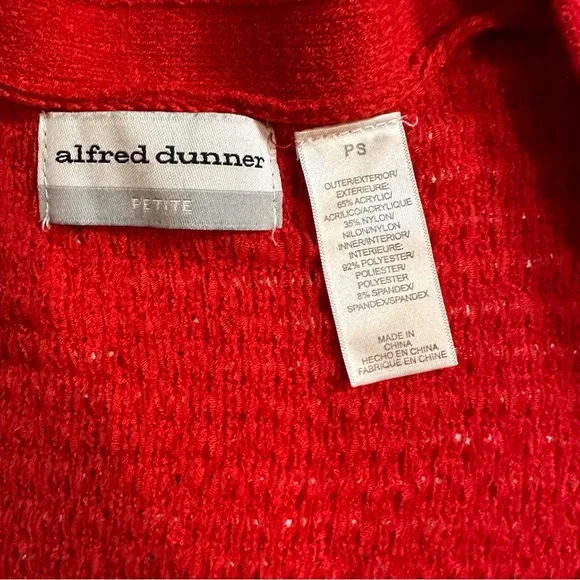 alfred dunner
PETITE
PS
OUTER/EXTERIOR/
EXTERIEURE:
65% ACRYLIC/
ACRILICO/ACRYLIQUE
35% NYLON/
NILON/NYLON
INNER/INTERIOR/
INTERIEURE:
92% POLYESTER/
POLIESTER/
POLYESTER
8% SPANDEX/
SPANDEX/SPANDEX
MADE IN
CHINA
HECHO EN CHINA
FABRIQUE EN CHINE